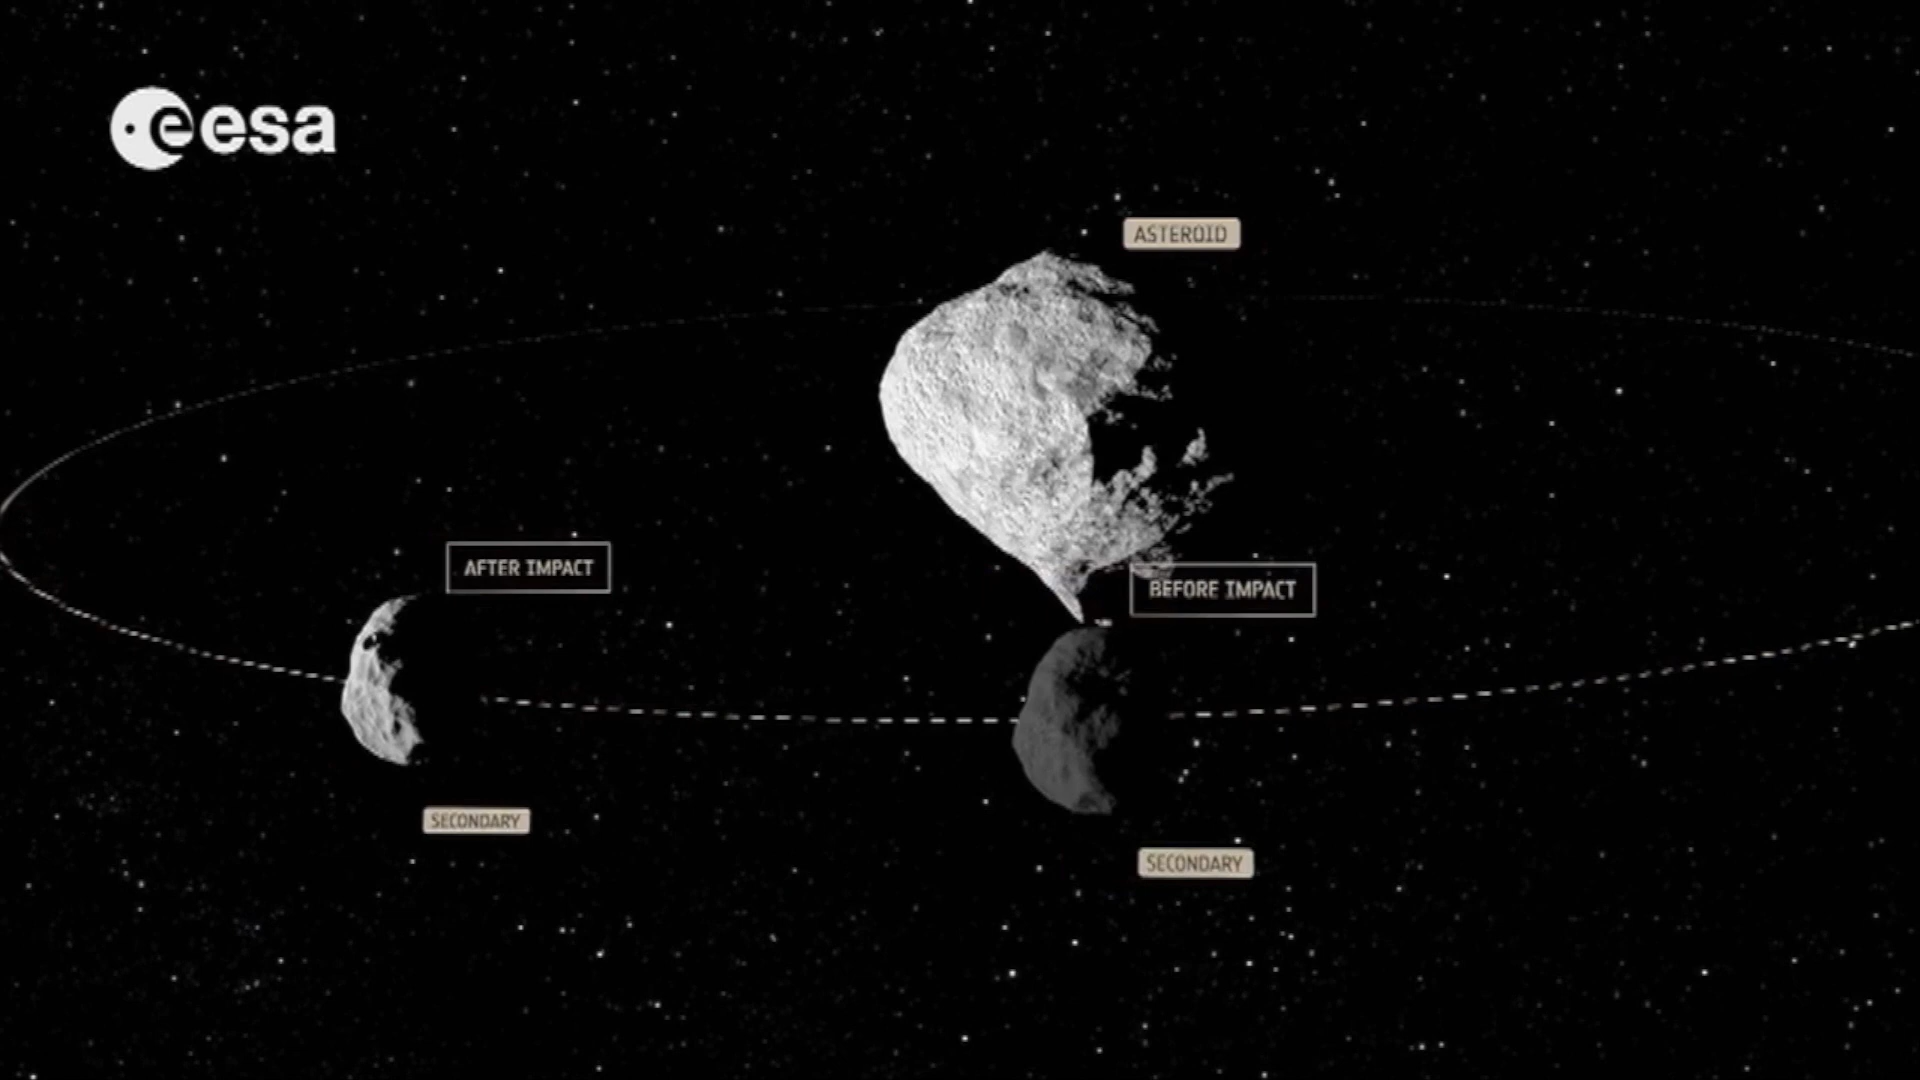 esa
ASTEROID
AFTER IMPACT
BEFORE IMPACT
SECONDARY
SECONDARY